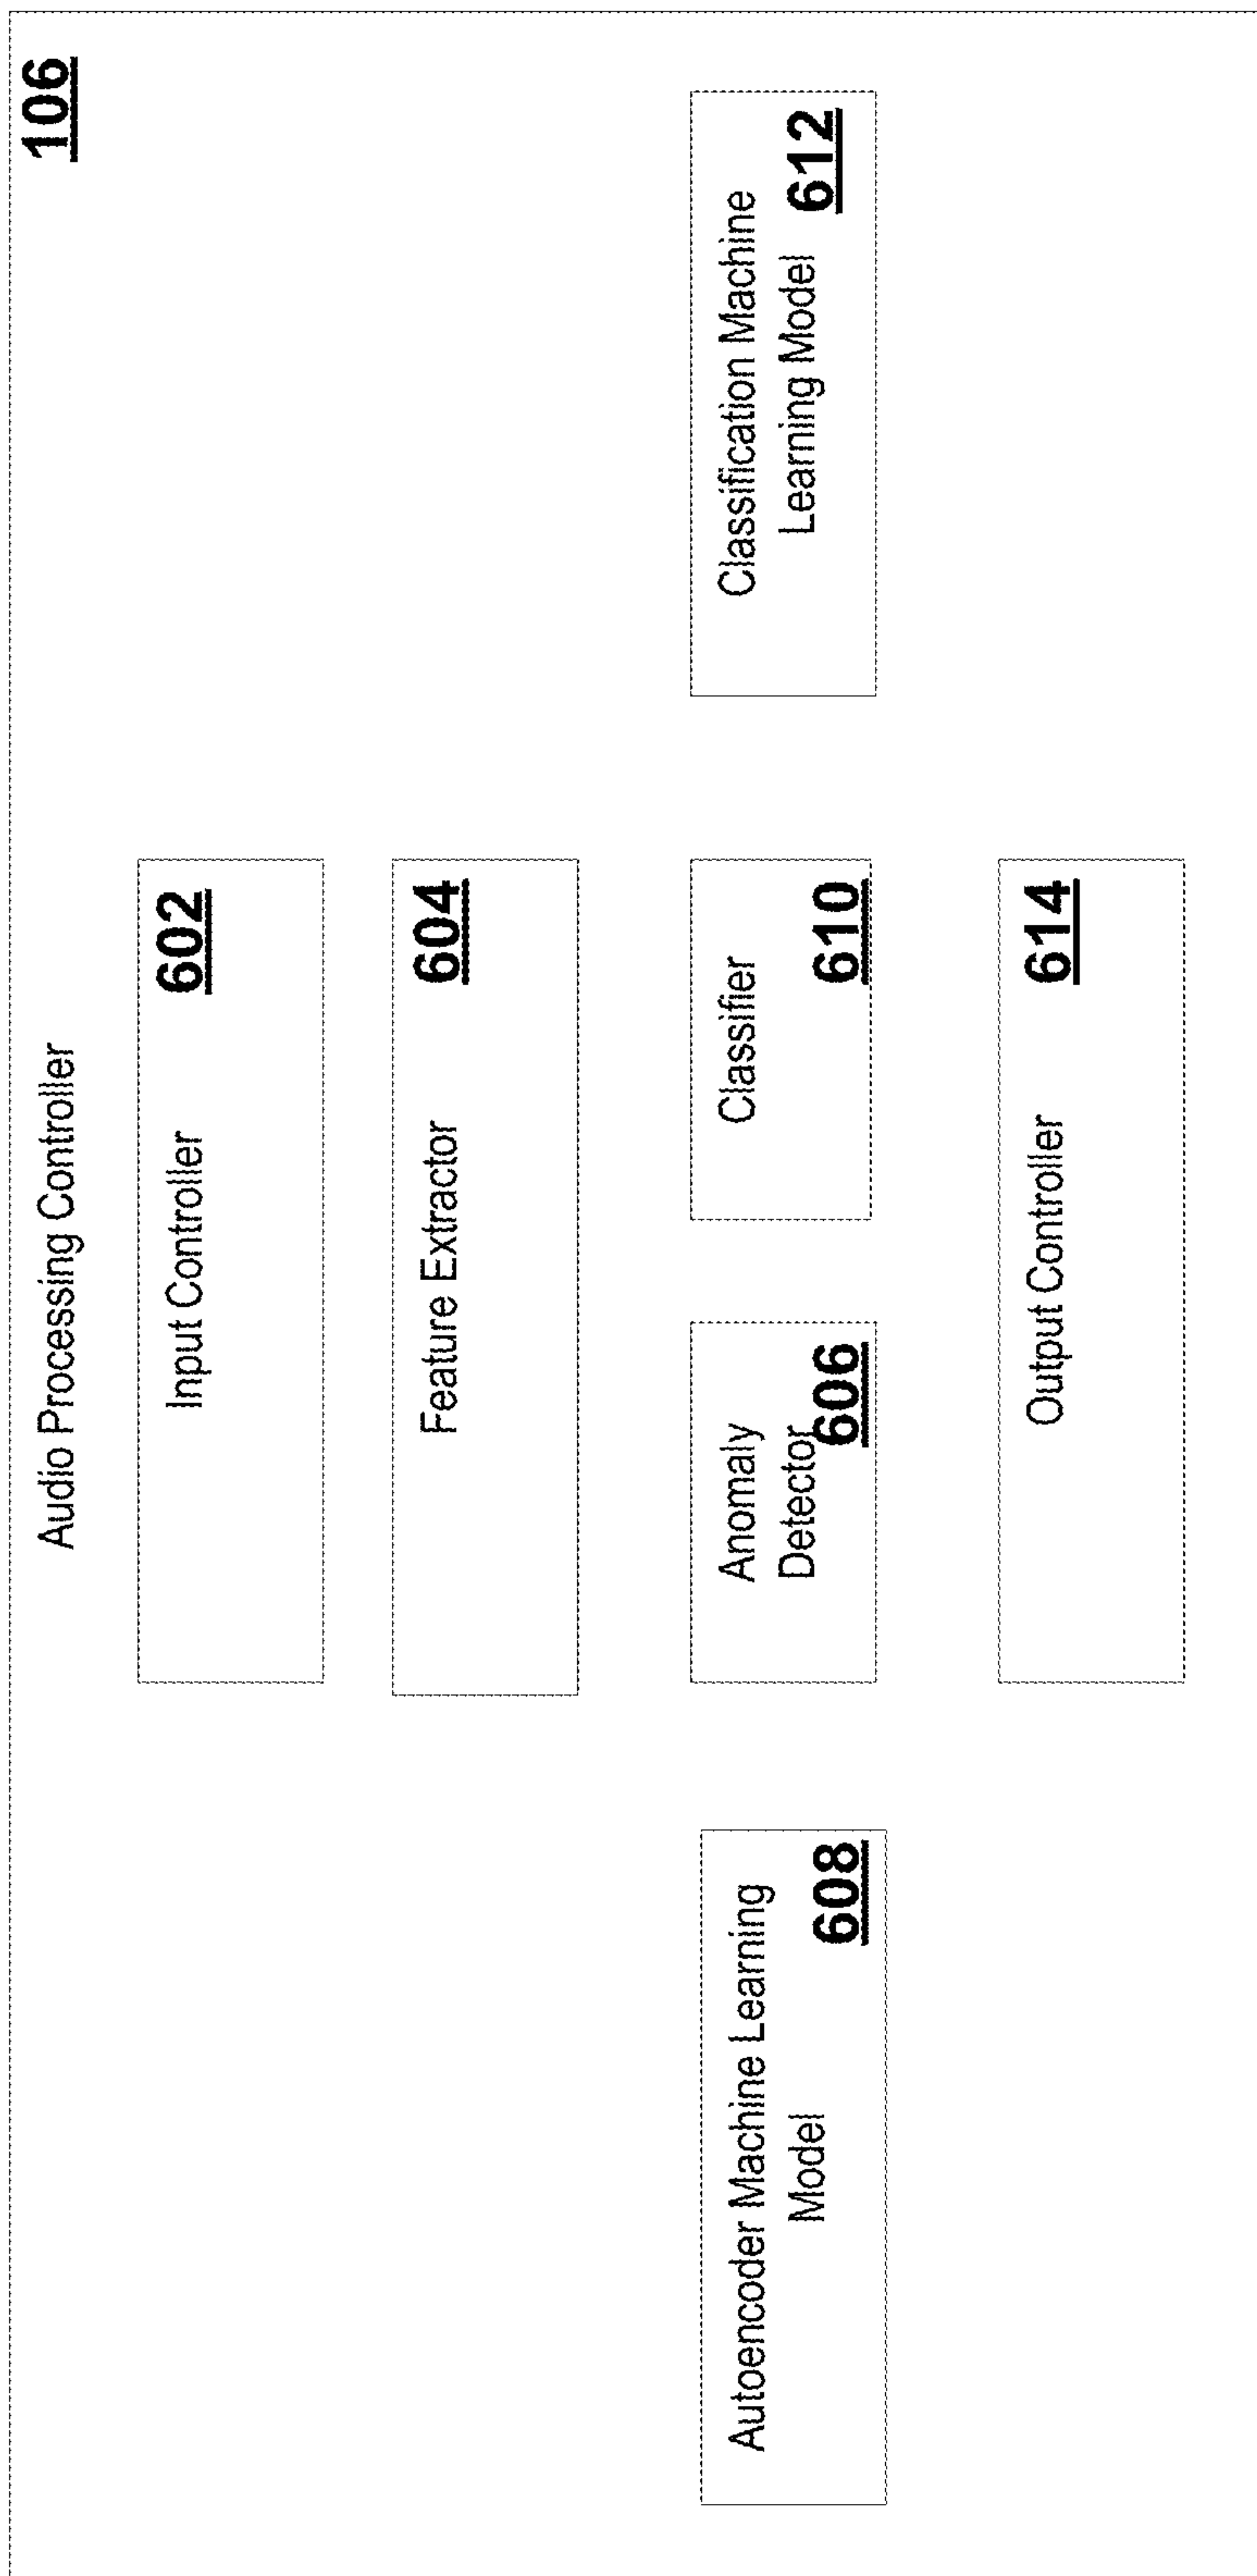 Audio Processing Controller
106
Input Controller
602
Feature Extractor
604
Autoencoder Machine Learning
Model
608
Anomaly
Detector
606
Classifier
610
Classification Machine
Learning Model
612
Output Controller
614